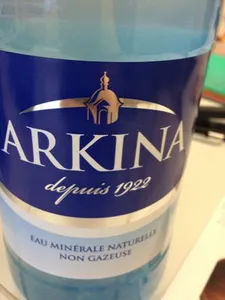 ARKINA
depuis 1922
EAU MINÉRALE NATURELLE
NON GAZEUSE